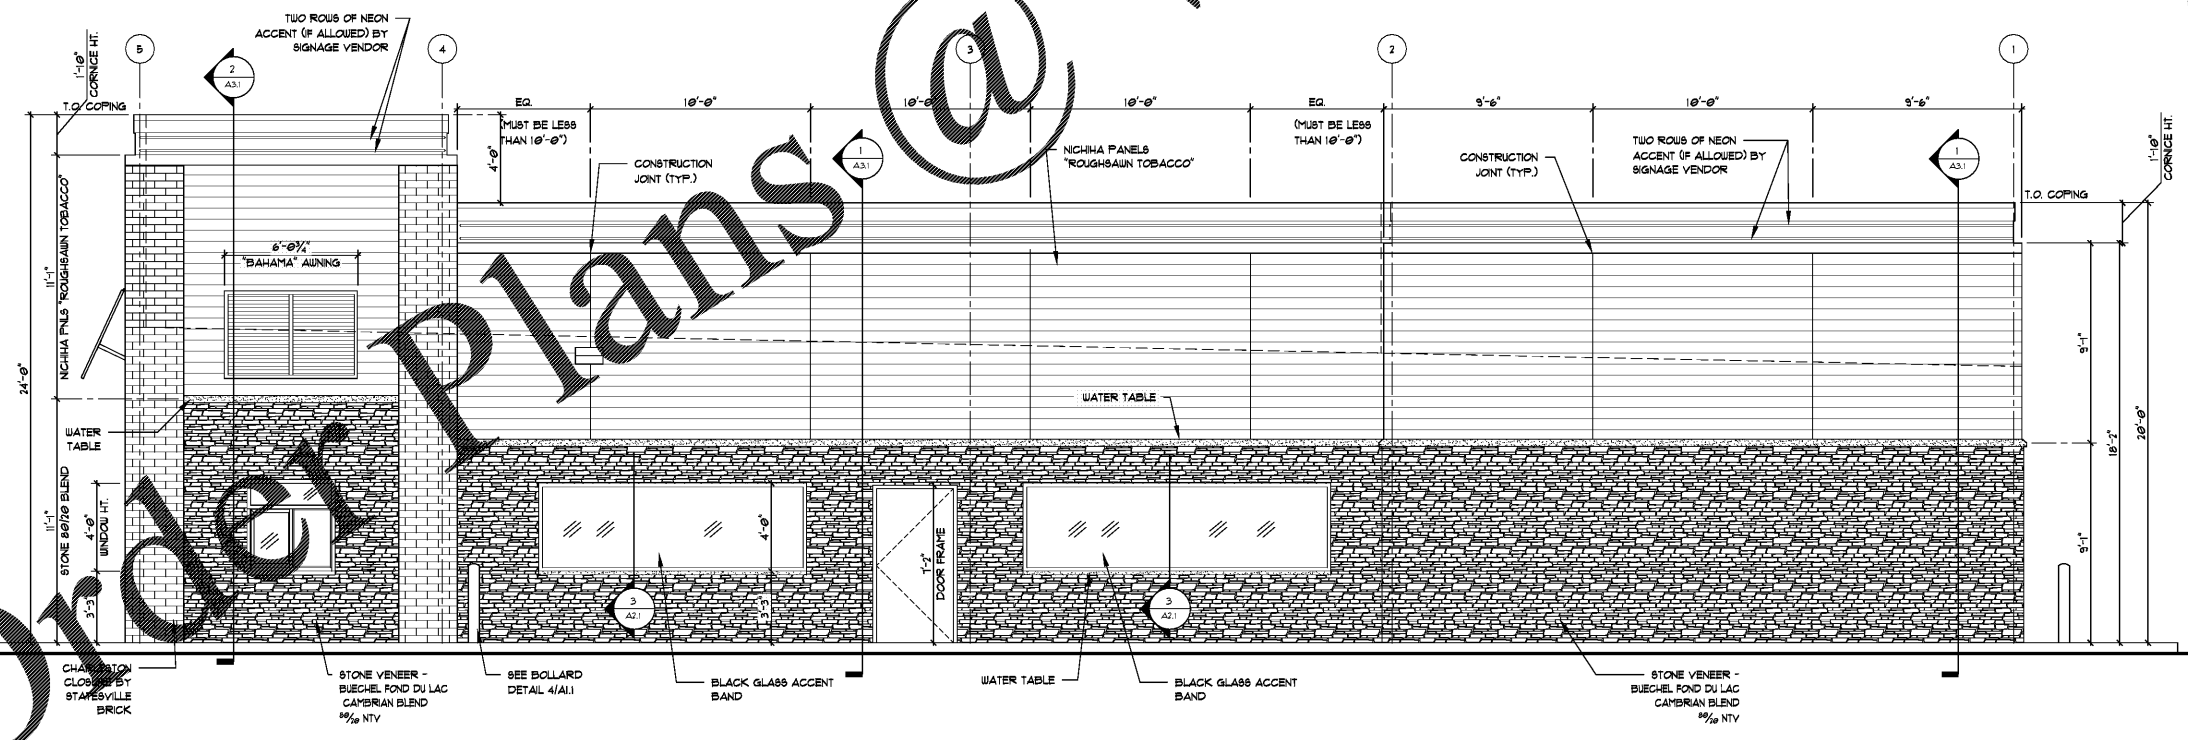 TWO ROWS OF NEON
ACCENT (IF ALLOWED) BY
SIGNAGE VENDOR
5
4
3
2
1
1'-10"
CORNICE HT.
T.O. COPING
2
A3.1
EQ.
10'-0"
10'-0"
10'-0"
EQ.
9'-6"
10'-0"
9'-6"
(MUST BE LESS
THAN 10'-0")
4'-0"
(MUST BE LESS
THAN 10'-0")
CONSTRUCTION
JOINT (TYP.)
1
A3.1
NICHIHA PANELS
"ROUGHSAWN TOBACCO"
CONSTRUCTION
JOINT (TYP.)
TWO ROWS OF NEON
ACCENT (IF ALLOWED) BY
SIGNAGE VENDOR
1
A3.1
1'-10"
CORNICE HT.
T.O. COPING
24'-0"
11'-1"
NICHIHA PNLS "ROUGHSAWN TOBACCO"
6'-0¾"
"BAHAMA" AWNING
WATER
TABLE
WATER TABLE
9'-1"
18'-2"
20'-0"
9'-1"
11'-1"
STONE 80/20 BLEND
4'-0"
WINDOW HT.
3'-3"
4'-0"
3'-3"
7'-2"
DOOR FRAME
3
A2.1
3
A2.1
CHARLESTON
CLOSURE BY
STATESVILLE
BRICK
STONE VENEER -
BUECHEL FOND DU LAC
CAMBRIAN BLEND
80/20 NTV
SEE BOLLARD
DETAIL 4/A1.1
BLACK GLASS ACCENT
BAND
WATER TABLE
BLACK GLASS ACCENT
BAND
STONE VENEER -
BUECHEL FOND DU LAC
CAMBRIAN BLEND
80/20 NTV
Order Plans @